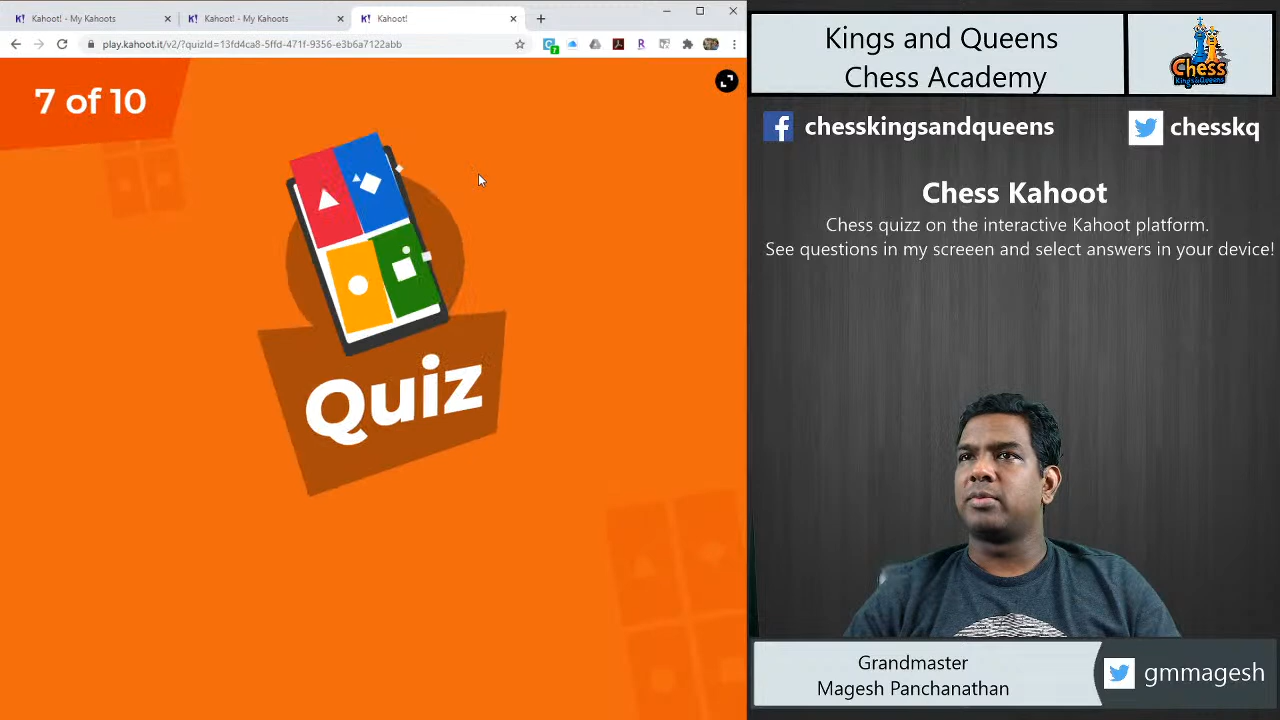 Kahoot! - My Kahoots
Kahoot! - My Kahoots
Kahoot!
play.kahoot.it/v2/?quizId=13fd4ca8-5ffd-471f-9356-e3b6a7122abb
7 of 10
Quiz
Kings and Queens
Chess Academy
Chess
Kings&Queens
chesskingsandqueens
chesskq
Chess Kahoot
Chess quizz on the interactive Kahoot platform.
See questions in my screeen and select answers in your device!
Grandmaster
Magesh Panchanathan
gmmagesh